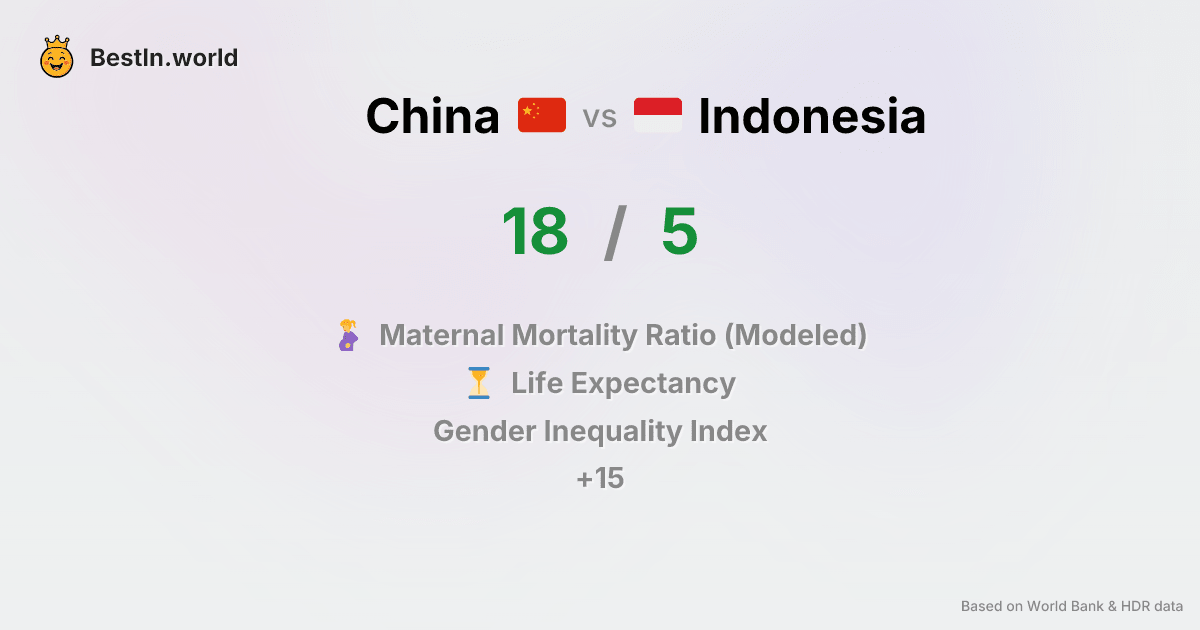 BestIn.world
China vs Indonesia
18 / 5
Maternal Mortality Ratio (Modeled)
Life Expectancy
Gender Inequality Index
+15
Based on World Bank & HDR data